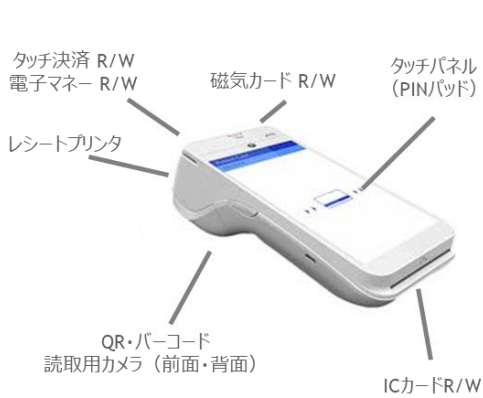 タッチ決済 R/W
電子マネー R/W
磁気カード R/W
タッチパネル
（PINパッド）
レシートプリンタ
QR・バーコード
読取用カメラ（前面・背面）
ICカードR/W